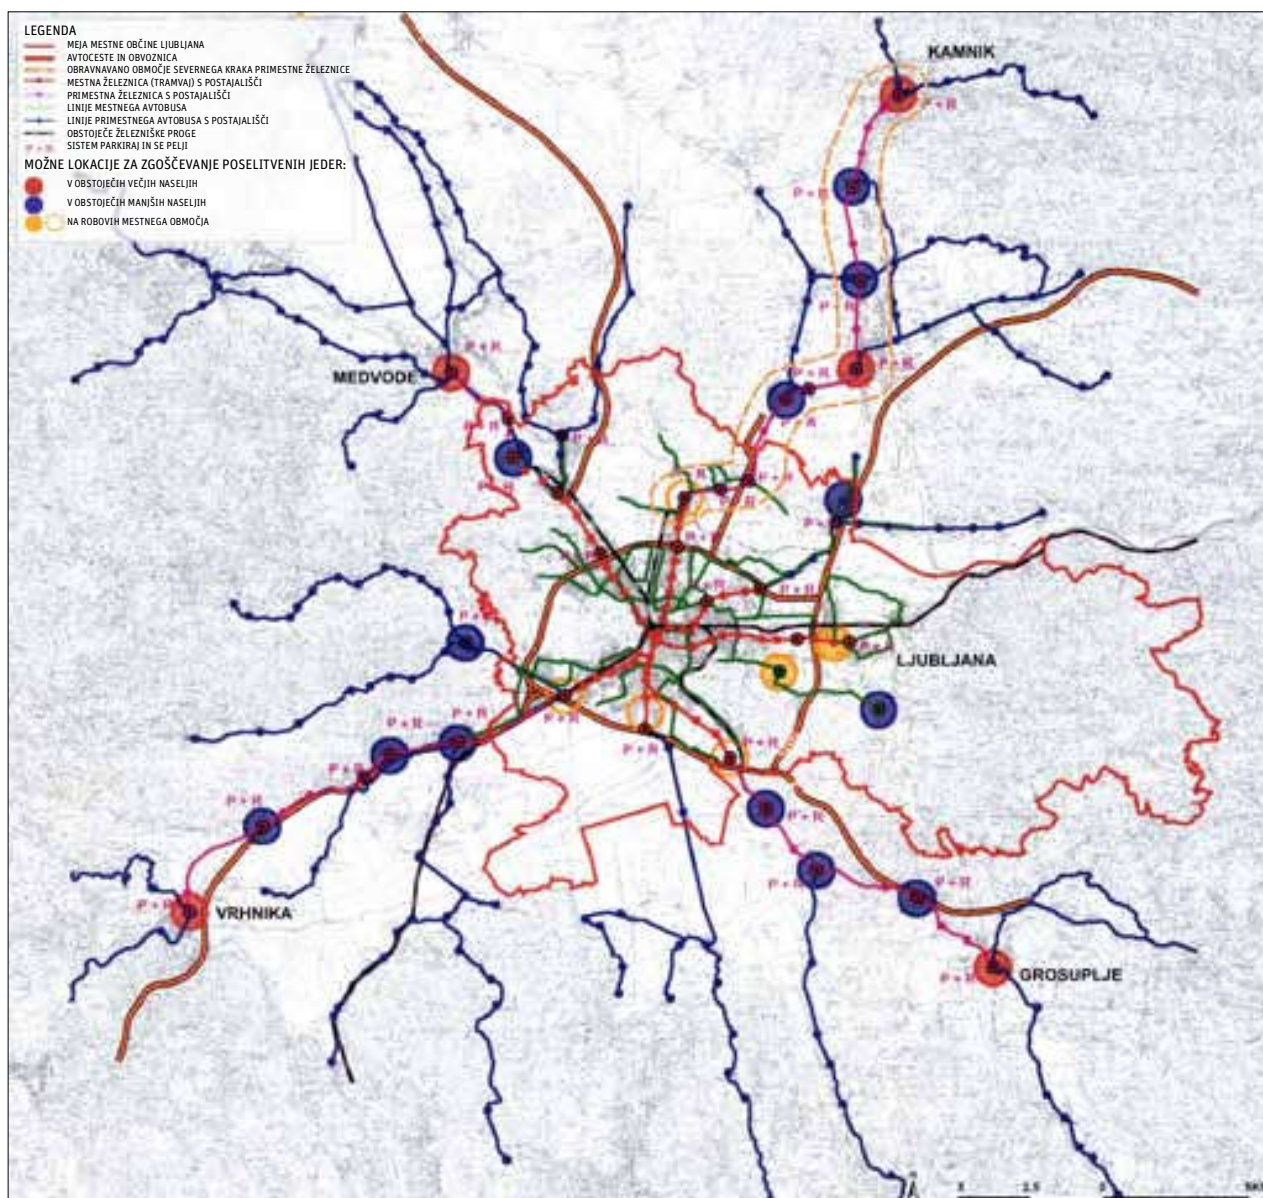 LEGENDA
MEJA MESTNE OBČINE LJUBLJANA
AVTOCESTE IN OBVOZNICA
OBRAVNAVANO OBMOČJE SEVERNEGA KRAKA PRIMESTNE ŽELEZNICE
MESTNA ŽELEZNICA (TRAMVAJ) S POSTAJALIŠČI
PRIMESTNA ŽELEZNICA S POSTAJALIŠČI
LINIJE MESTNEGA AVTOBUSA
LINIJE PRIMESTNEGA AVTOBUSA S POSTAJALIŠČI
OBSTOJEČE ŽELEZNIŠKE PROGE
P + R SISTEM PARKIRAJ IN SE PELJI
MOŽNE LOKACIJE ZA ZGOŠČEVANJE POSELITVENIH JEDER:
V OBSTOJEČIH VEČJIH NASELJIH
V OBSTOJEČIH MANJŠIH NASELJIH
NA ROBOVIH MESTNEGA OBMOČJA
KAMNIK
P + R
P + R
P + R
P + R
MEDVODE
P + R
P + R
P + R
P + R
P + R
LJUBLJANA
P + R
P + R
P + R
P + R
P + R
P + R
P + R
P + R
P + R
P + R
VRHNIKA
P + R
GROSUPLJE
2.5
0